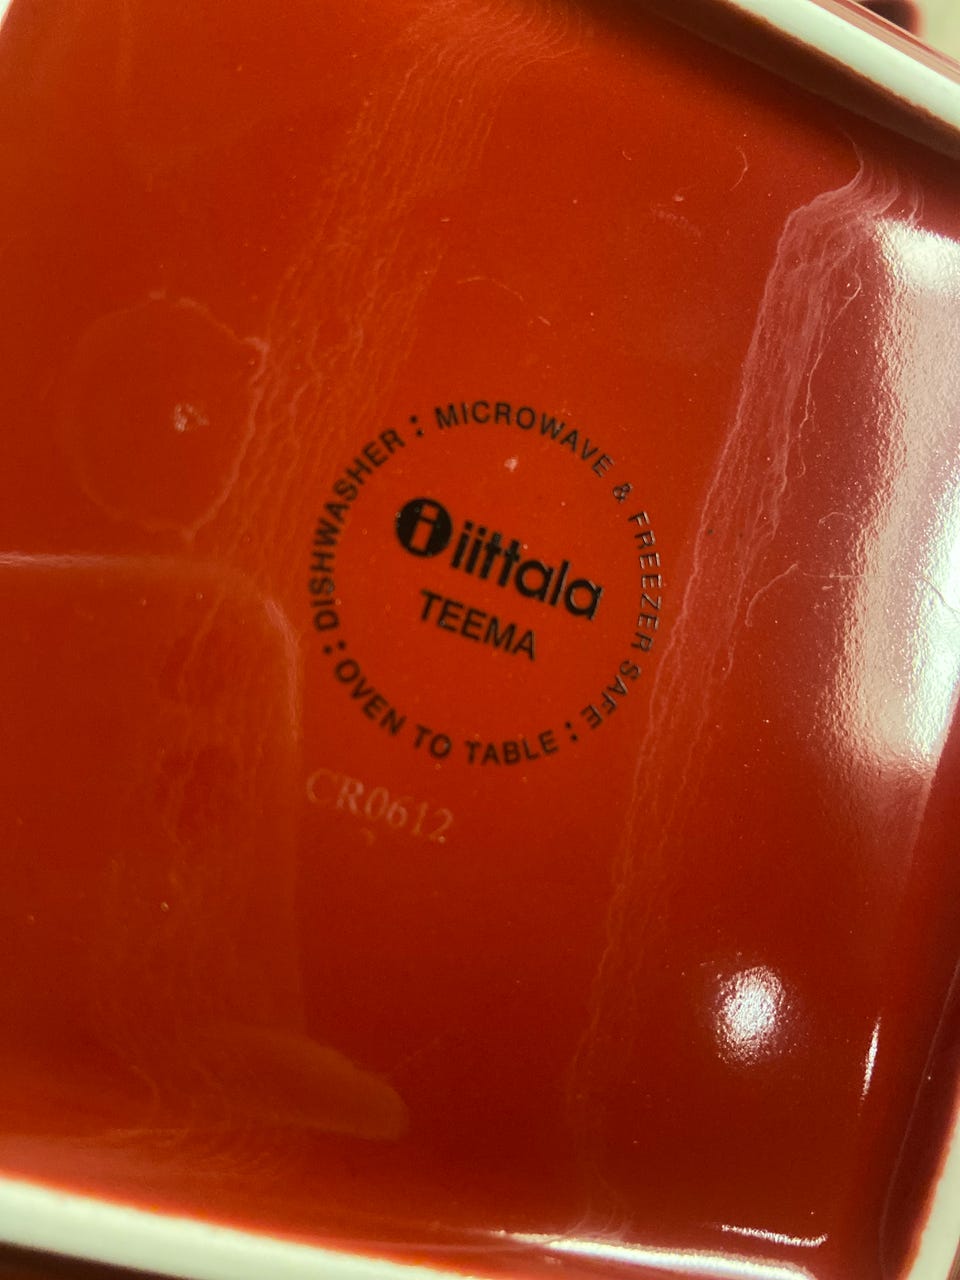 : MICROWAVE & FREEZER SAFE : OVEN TO TABLE : DISHWASHER
i iittala
TEEMA
CR0612